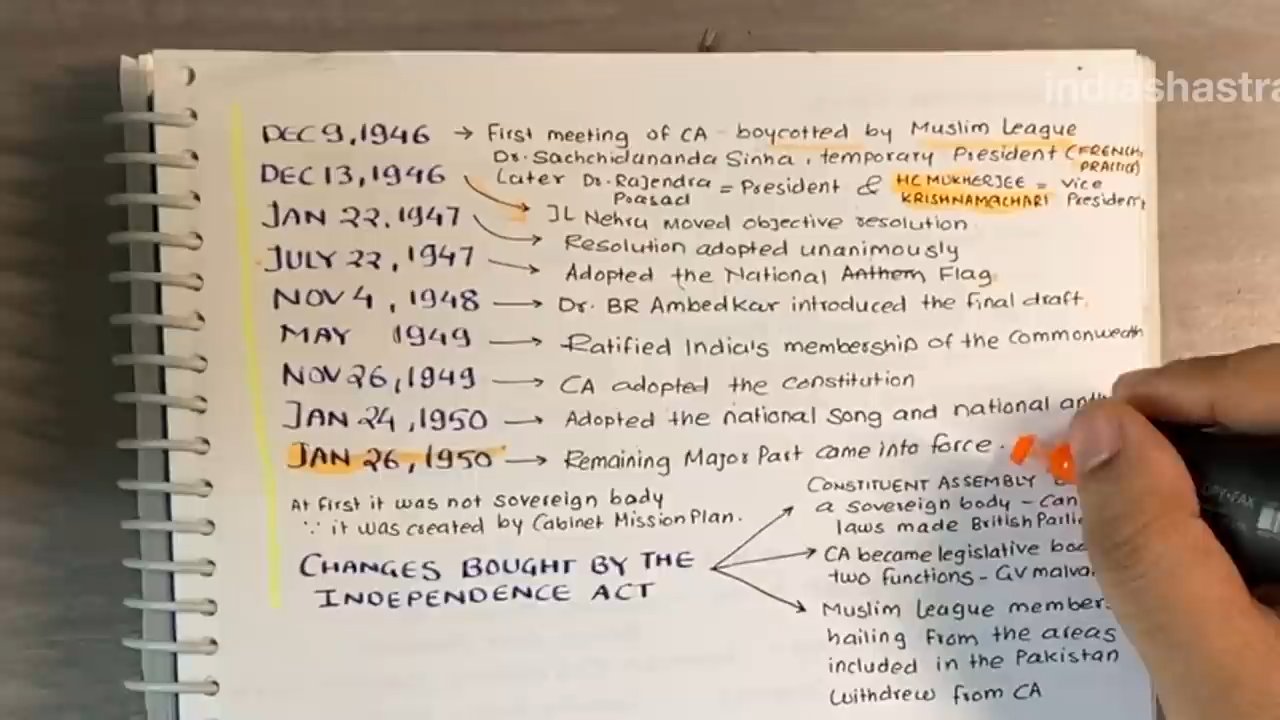 indiashastra
DEC 9, 1946 → First meeting of CA - boycotted by Muslim League
Dr. Sachchidananda Sinha, temporary President (FRENCH PRACTICE)
DEC 13, 1946 Later Dr. Rajendra Prasad = President & HC MUKHERJEE = Vice
KRISHNAMACHARI President
JAN 22, 1947 JL Nehru moved objective resolution
Resolution adopted unanimously
JULY 22, 1947 → Adopted the National Anthem Flag
NOV 4, 1948 → Dr. BR Ambedkar introduced the final draft.
MAY 1949 → Ratified India's membership of the Commonwealth
NOV 26, 1949 → CA adopted the constitution
JAN 24, 1950 → Adopted the national song and national
JAN 26, 1950 → Remaining Major Part came into force.
At first it was not sovereign body
∵ it was created by Cabinet Mission Plan.
CHANGES BOUGHT BY THE
INDEPENDENCE ACT
CONSTITUENT ASSEMBLY
a sovereign body - Can
laws made British
CA became legislative
two functions - GV
Muslim League member
hailing from the areas
included in the Pakistan
withdrew from CA